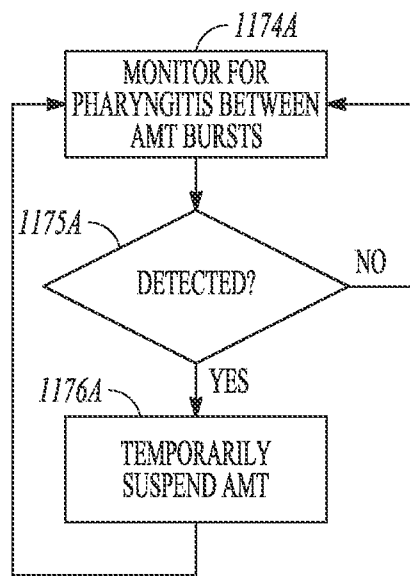 1174A
MONITOR FOR
PHARYNGITIS BETWEEN
AMT BURSTS
1175A
DETECTED?
NO
YES
1176A
TEMPORARILY
SUSPEND AMT